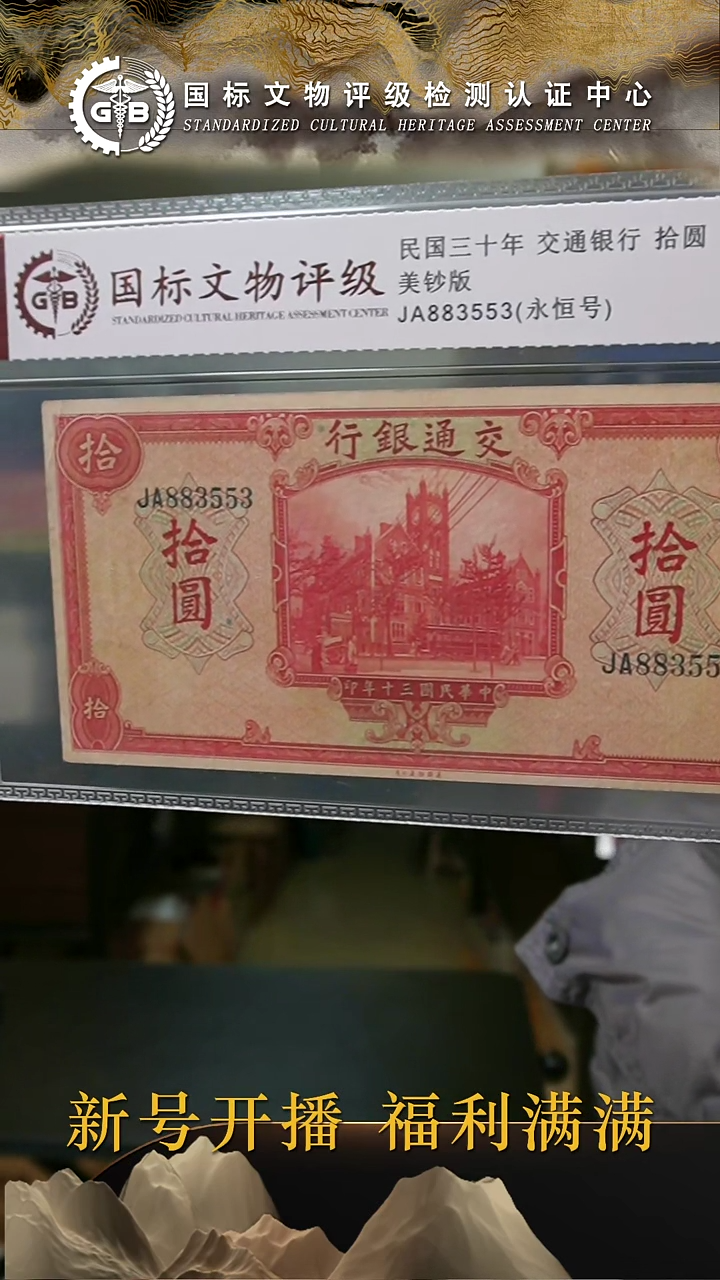 国标文物评级检测认证中心
STANDARDIZED CULTURAL HERITAGE ASSESSMENT CENTER
GB
国标文物评级
STANDARDIZED CULTURAL HERITAGE ASSESSMENT CENTER
GB
民国三十年 交通银行 拾圆
美钞版
JA883553(永恒号)
行銀通交
拾
JA883553
拾圓
拾圓
JA88355
印年十三國民華中
拾
新号开播 福利满满